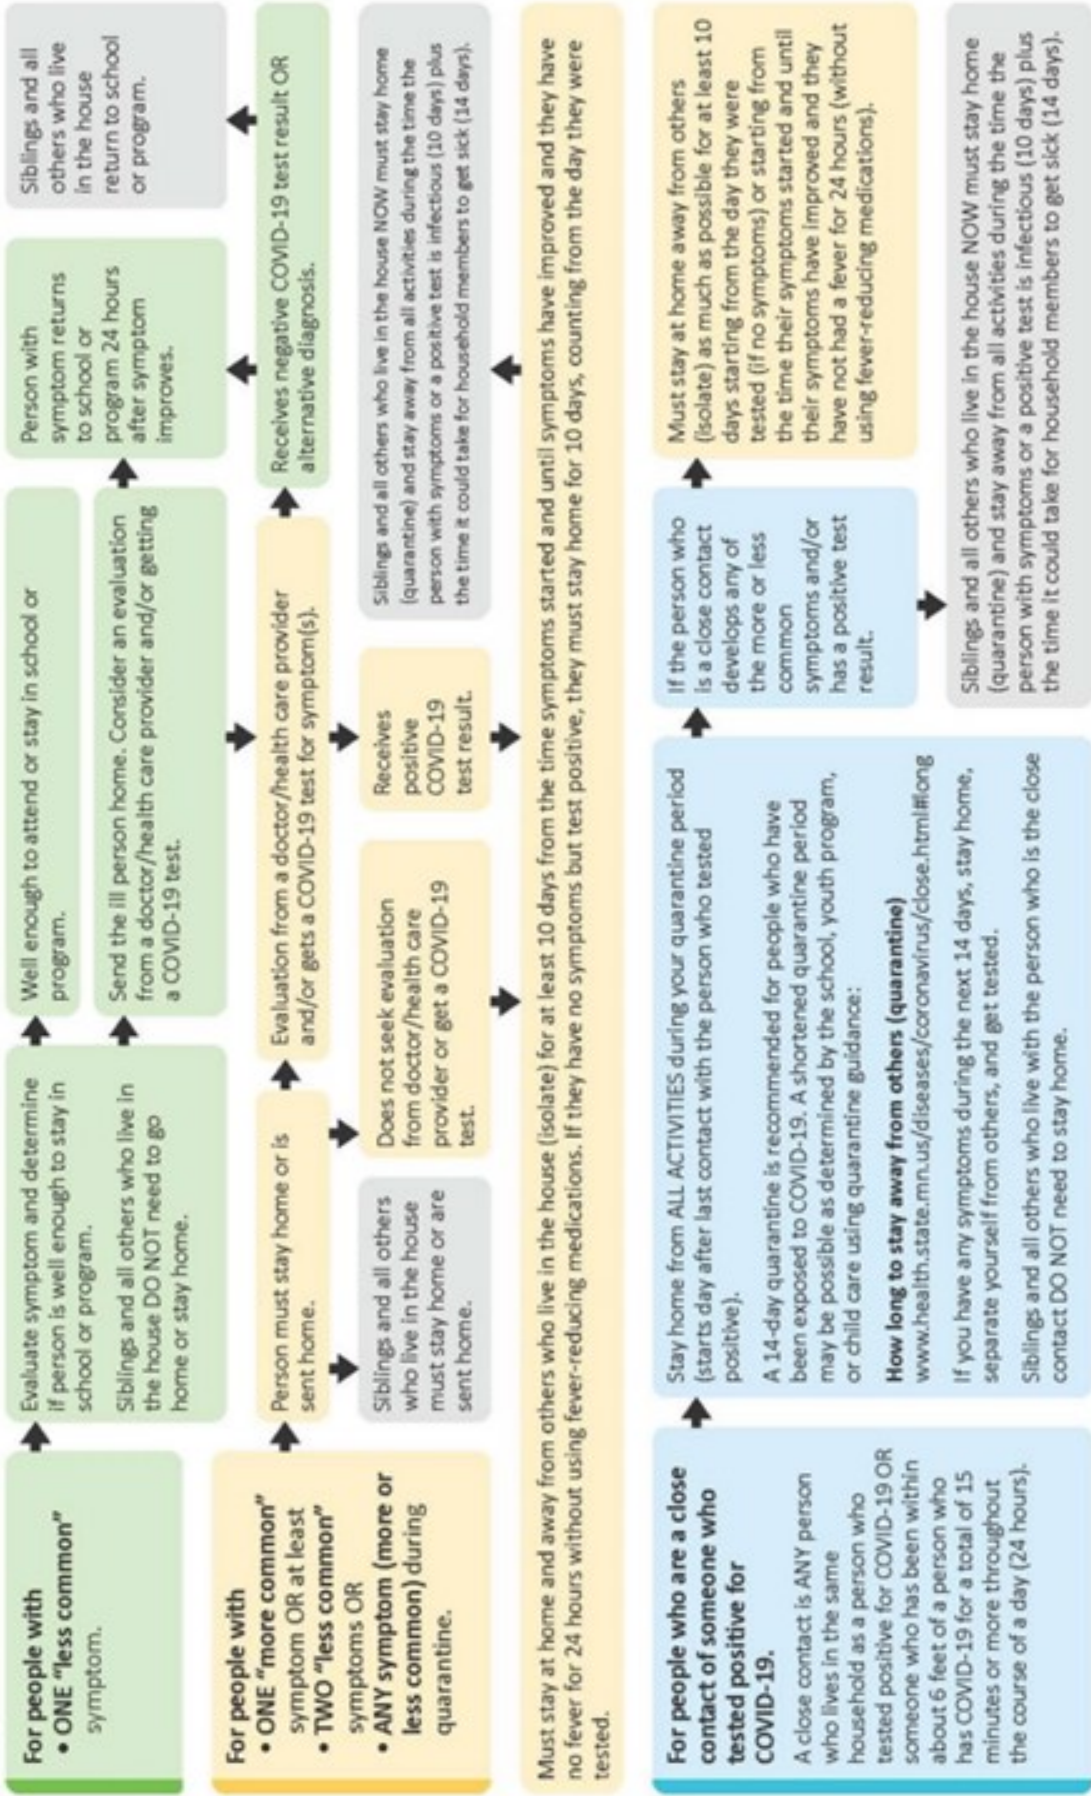 For people with
• ONE "less common"
symptom.
Evaluate symptom and determine
if person is well enough to stay in
school or program.
Siblings and all others who live in
the house DO NOT need to go
home or stay home.
Well enough to attend or stay in school or
program.
Send the ill person home. Consider an evaluation
from a doctor/health care provider and/or getting
a COVID-19 test.
Person with
symptom returns
to school or
program 24 hours
after symptom
improves.
Siblings and all
others who live
in the house
return to school
or program.
For people with
• ONE "more common"
symptom OR at least
• TWO "less common"
symptoms OR
• ANY symptom (more or
less common) during
quarantine.
Person must stay home or is
sent home.
Evaluation from a doctor/health care provider
and/or gets a COVID-19 test for symptom(s).
Receives negative COVID-19 test result OR
alternative diagnosis.
Siblings and all others
who live in the house
must stay home or are
sent home.
Does not seek evaluation
from doctor/health care
provider or get a COVID-19
test.
Receives
positive
COVID-19
test result.
Siblings and all others who live in the house NOW must stay home
(quarantine) and stay away from all activities during the time the
person with symptoms or a positive test is infectious (10 days) plus
the time it could take for household members to get sick (14 days).
Must stay at home and away from others who live in the house (isolate) for at least 10 days from the time symptoms started and until symptoms have improved and they have
no fever for 24 hours without using fever-reducing medications. If they have no symptoms but test positive, they must stay home for 10 days, counting from the day they were
tested.
For people who are a close
contact of someone who
tested positive for
COVID-19.
A close contact is ANY person
who lives in the same
household as a person who
tested positive for COVID-19 OR
someone who has been within
about 6 feet of a person who
has COVID-19 for a total of 15
minutes or more throughout
the course of a day (24 hours).
Stay home from ALL ACTIVITIES during your quarantine period
(starts day after last contact with the person who tested
positive).
A 14-day quarantine is recommended for people who have
been exposed to COVID-19. A shortened quarantine period
may be possible as determined by the school, youth program,
or child care using quarantine guidance:
How long to stay away from others (quarantine)
www.health.state.mn.us/diseases/coronavirus/close.html#long
If you have any symptoms during the next 14 days, stay home,
separate yourself from others, and get tested.
Siblings and all others who live with the person who is the close
contact DO NOT need to stay home.
If the person who
is a close contact
develops any of
the more or less
common
symptoms and/or
has a positive test
result.
Must stay at home away from others
(isolate) as much as possible for at least 10
days starting from the day they were
tested (if no symptoms) or starting from
the time their symptoms started and until
their symptoms have improved and they
have not had a fever for 24 hours (without
using fever-reducing medications).
Siblings and all others who live in the house NOW must stay home
(quarantine) and stay away from all activities during the time the
person with symptoms or a positive test is infectious (10 days) plus
the time it could take for household members to get sick (14 days).